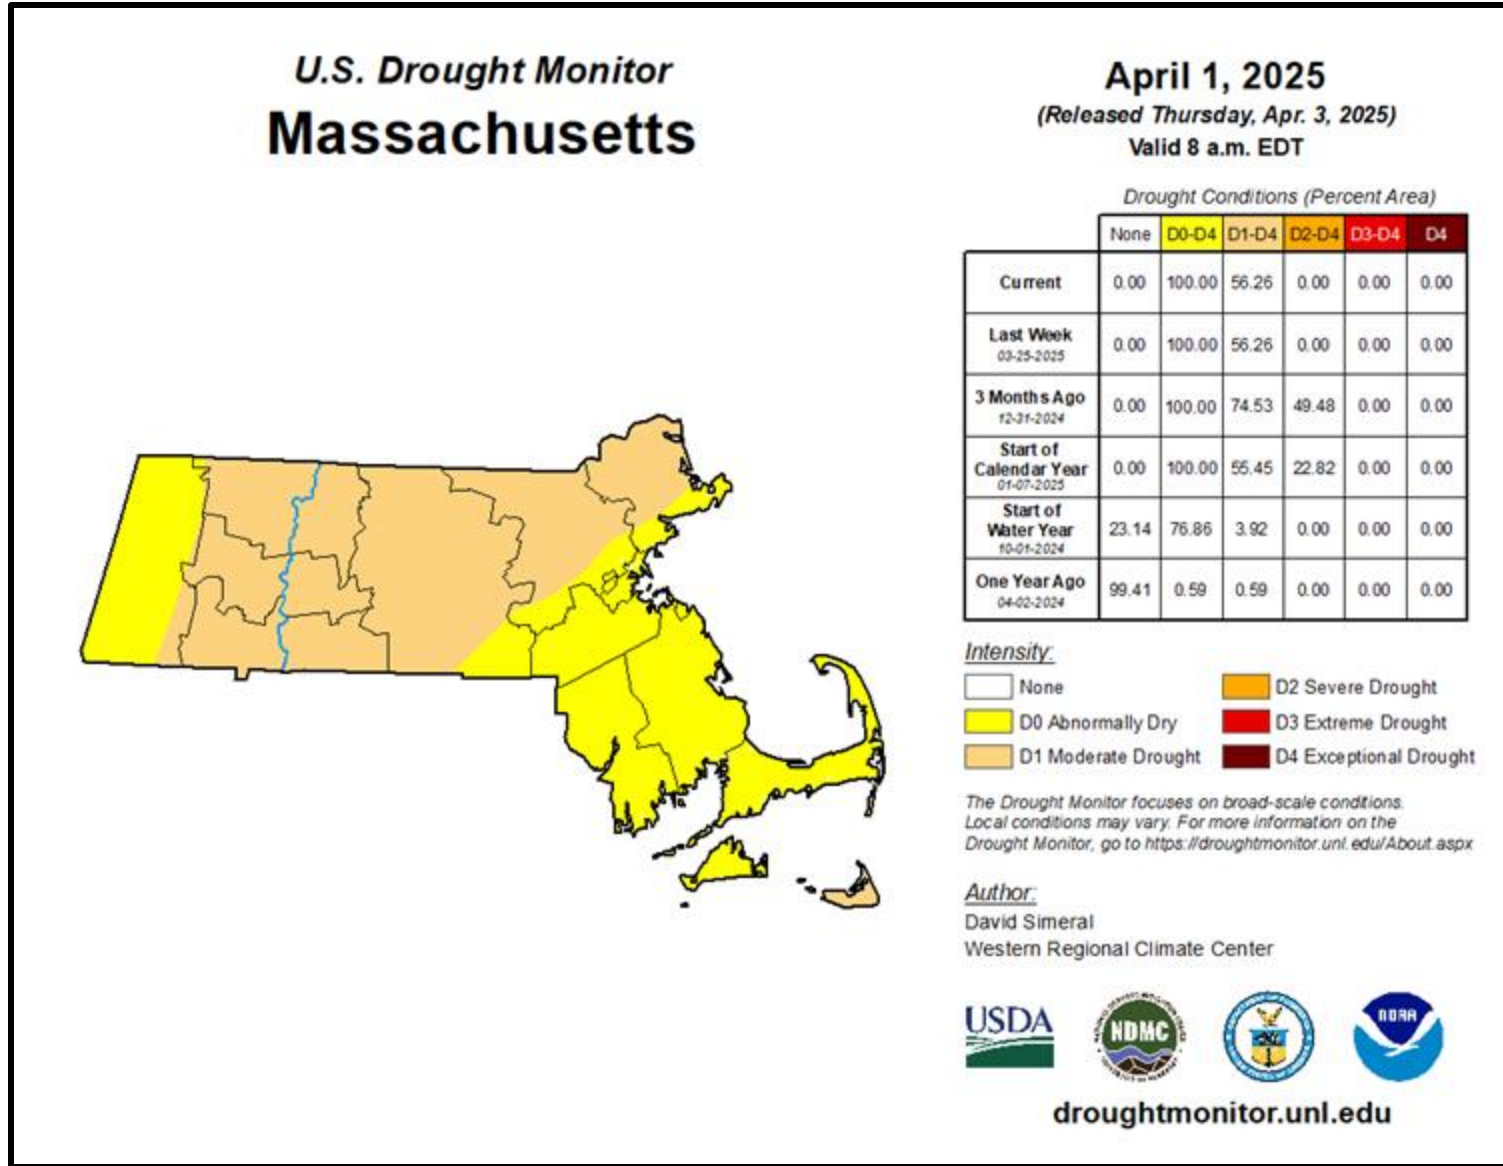 U.S. Drought Monitor
Massachusetts
April 1, 2025
(Released Thursday, Apr. 3, 2025)
Valid 8 a.m. EDT
Drought Conditions (Percent Area)
None D0-D4 D1-D4 D2-D4 D3-D4 D4
Current 0.00 100.00 56.26 0.00 0.00 0.00
Last Week
03-25-2025
0.00 100.00 56.26 0.00 0.00 0.00
3 Months Ago
12-31-2024
0.00 100.00 74.53 49.48 0.00 0.00
Start of
Calendar Year
01-07-2025
0.00 100.00 55.45 22.82 0.00 0.00
Start of
Water Year
10-01-2024
23.14 76.86 3.92 0.00 0.00 0.00
One Year Ago
04-02-2024
99.41 0.59 0.59 0.00 0.00 0.00
Intensity:
None
D0 Abnormally Dry
D1 Moderate Drought
D2 Severe Drought
D3 Extreme Drought
D4 Exceptional Drought
The Drought Monitor focuses on broad-scale conditions.
Local conditions may vary. For more information on the
Drought Monitor, go to https://droughtmonitor.unl.edu/About.aspx
Author:
David Simeral
Western Regional Climate Center
USDA
NDMC
NOAA
droughtmonitor.unl.edu